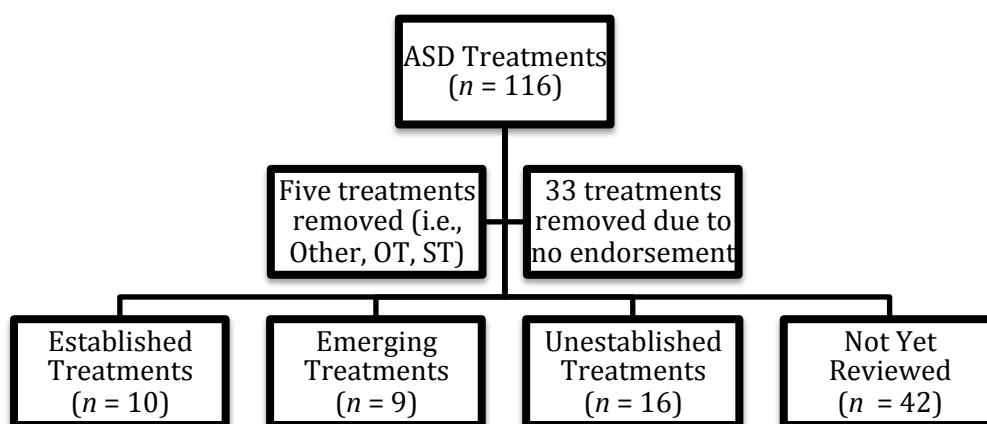 ASD Treatments
(n = 116)
Five treatments
removed (i.e.,
Other, OT, ST)
33 treatments
removed due to
no endorsement
Established
Treatments
(n = 10)
Emerging
Treatments
(n = 9)
Unestablished
Treatments
(n = 16)
Not Yet
Reviewed
(n = 42)